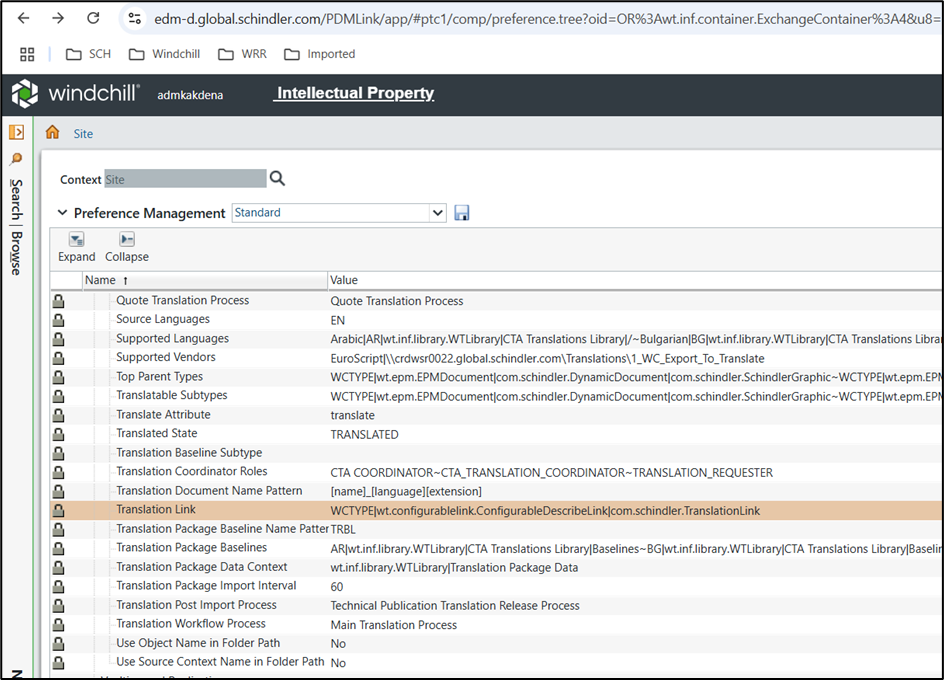 edm-d.global.schindler.com/PDMLink/app/#ptc1/comp/preference.tree?oid=OR%3Awt.inf.container.ExchangeContainer%3A4&u8=
SCH Windchill WRR Imported
windchill® admkakdena Intellectual Property
Site
Search | Browse
Context Site
Preference Management Standard
Expand Collapse
Name ↑ Value
Quote Translation Process Quote Translation Process
Source Languages EN
Supported Languages Arabic|AR|wt.inf.library.WTLibrary|CTA Translations Library|/~Bulgarian|BG|wt.inf.library.WTLibrary|CTA Translations Librar
Supported Vendors EuroScript|\\crdwsr0022.global.schindler.com\Translations\1_WC_Export_To_Translate
Top Parent Types WCTYPE|wt.epm.EPMDocument|com.schindler.DynamicDocument|com.schindler.SchindlerGraphic~WCTYPE|wt.epm.EPM
Translatable Subtypes WCTYPE|wt.epm.EPMDocument|com.schindler.DynamicDocument|com.schindler.SchindlerGraphic~WCTYPE|wt.epm.EPM
Translate Attribute translate
Translated State TRANSLATED
Translation Baseline Subtype
Translation Coordinator Roles CTA COORDINATOR~CTA_TRANSLATION_COORDINATOR~TRANSLATION_REQUESTER
Translation Document Name Pattern [name]_[language][extension]
Translation Link WCTYPE|wt.configurablelink.ConfigurableDescribeLink|com.schindler.TranslationLink
Translation Package Baseline Name Patter TRBL
Translation Package Baselines AR|wt.inf.library.WTLibrary|CTA Translations Library|Baselines~BG|wt.inf.library.WTLibrary|CTA Translations Library|Baselin
Translation Package Data Context wt.inf.library.WTLibrary|Translation Package Data
Translation Package Import Interval 60
Translation Post Import Process Technical Publication Translation Release Process
Translation Workflow Process Main Translation Process
Use Object Name in Folder Path No
Use Source Context Name in Folder Path No